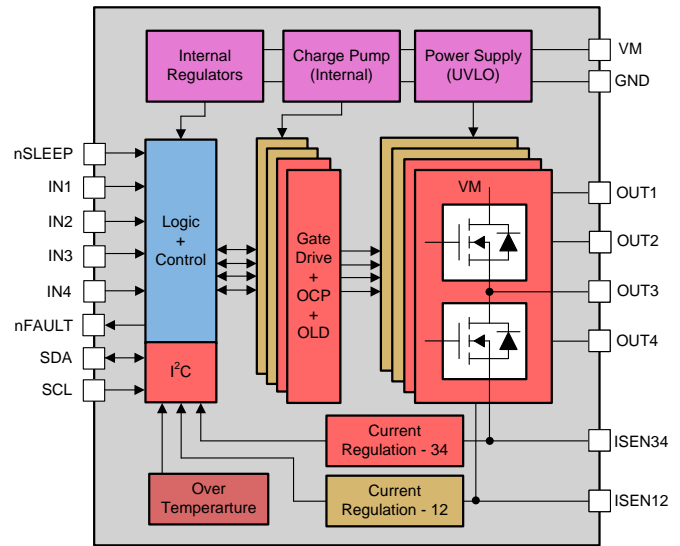 Internal
Regulators
Charge Pump
(Internal)
Power Supply
(UVLO)
VM
GND
nSLEEP
IN1
IN2
IN3
IN4
nFAULT
SDA
SCL
Logic
+
Control
I²C
Gate
Drive
+
OCP
+
OLD
VM
OUT1
OUT2
OUT3
OUT4
ISEN34
ISEN12
Current
Regulation - 34
Current
Regulation - 12
Over
Temperarture